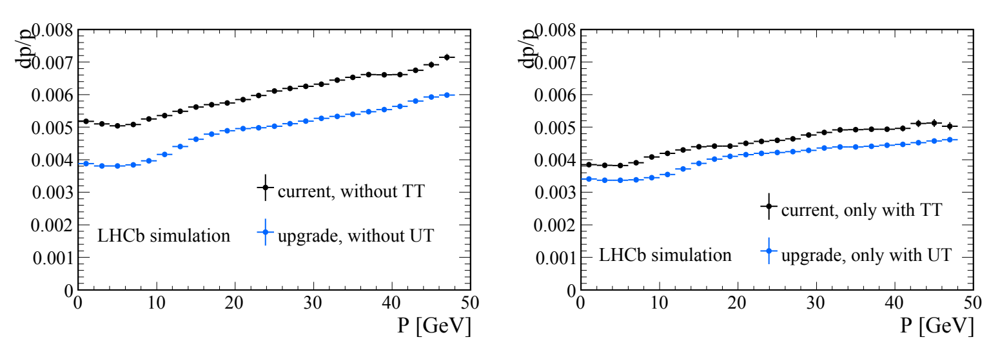 dp/p
0.008
0.007
0.006
0.005
0.004
0.003
0.002
0.001
0
current, without TT
LHCb simulation
upgrade, without UT
0 10 20 30 40 50
P [GeV]
dp/p
0.008
0.007
0.006
0.005
0.004
0.003
0.002
0.001
0
current, only with TT
LHCb simulation
upgrade, only with UT
0 10 20 30 40 50
P [GeV]